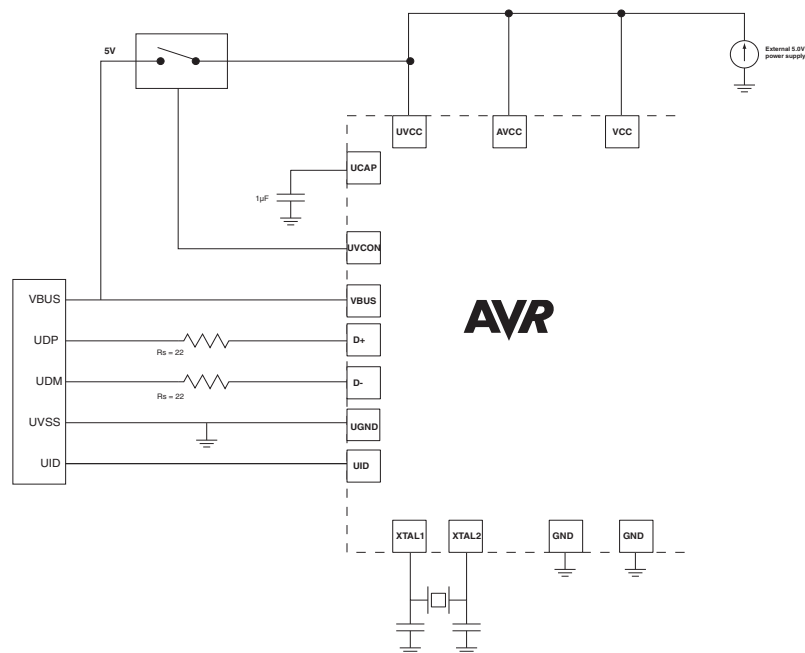 5V
External 5.0V
power supply
UVCC
AVCC
VCC
UCAP
1µF
UVCON
VBUS
VBUS
UDP
Rs = 22
D+
UDM
Rs = 22
D-
UVSS
UGND
UID
UID
AVR
XTAL1
XTAL2
GND
GND